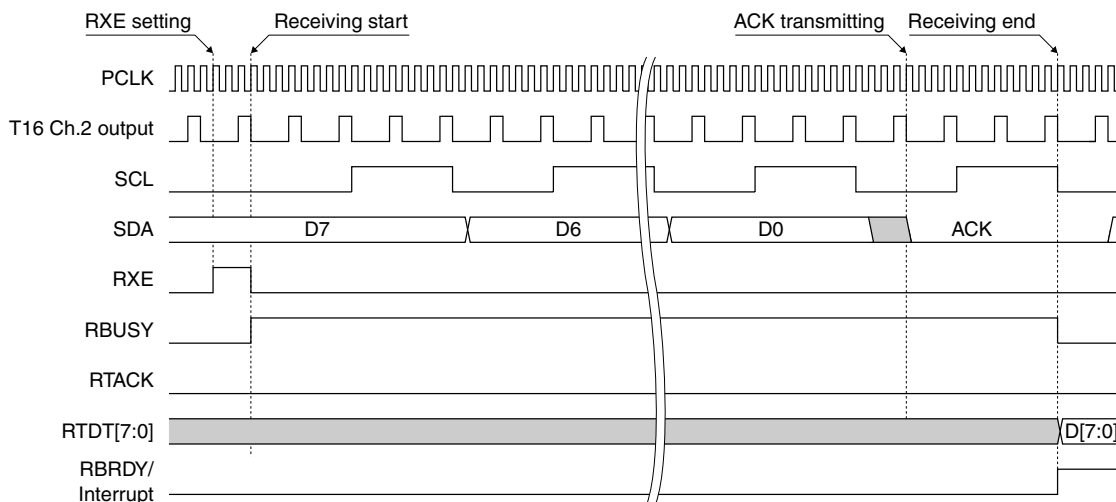 RXE setting
Receiving start
ACK transmitting
Receiving end
PCLK
T16 Ch.2 output
SCL
SDA
D7
D6
D0
ACK
RXE
RBUSY
RTACK
RTDT[7:0]
D[7:0]
RBRDY/
Interrupt